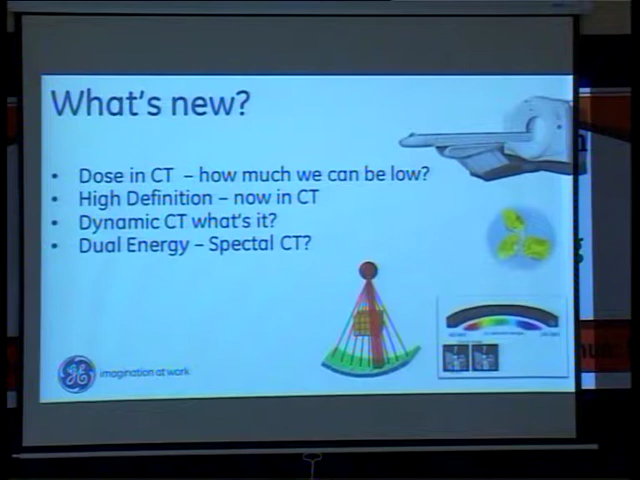 What's new?
• Dose in CT – how much we can be low?
• High Definition – now in CT
• Dynamic CT what's it?
• Dual Energy – Spectal CT?
imagination at work